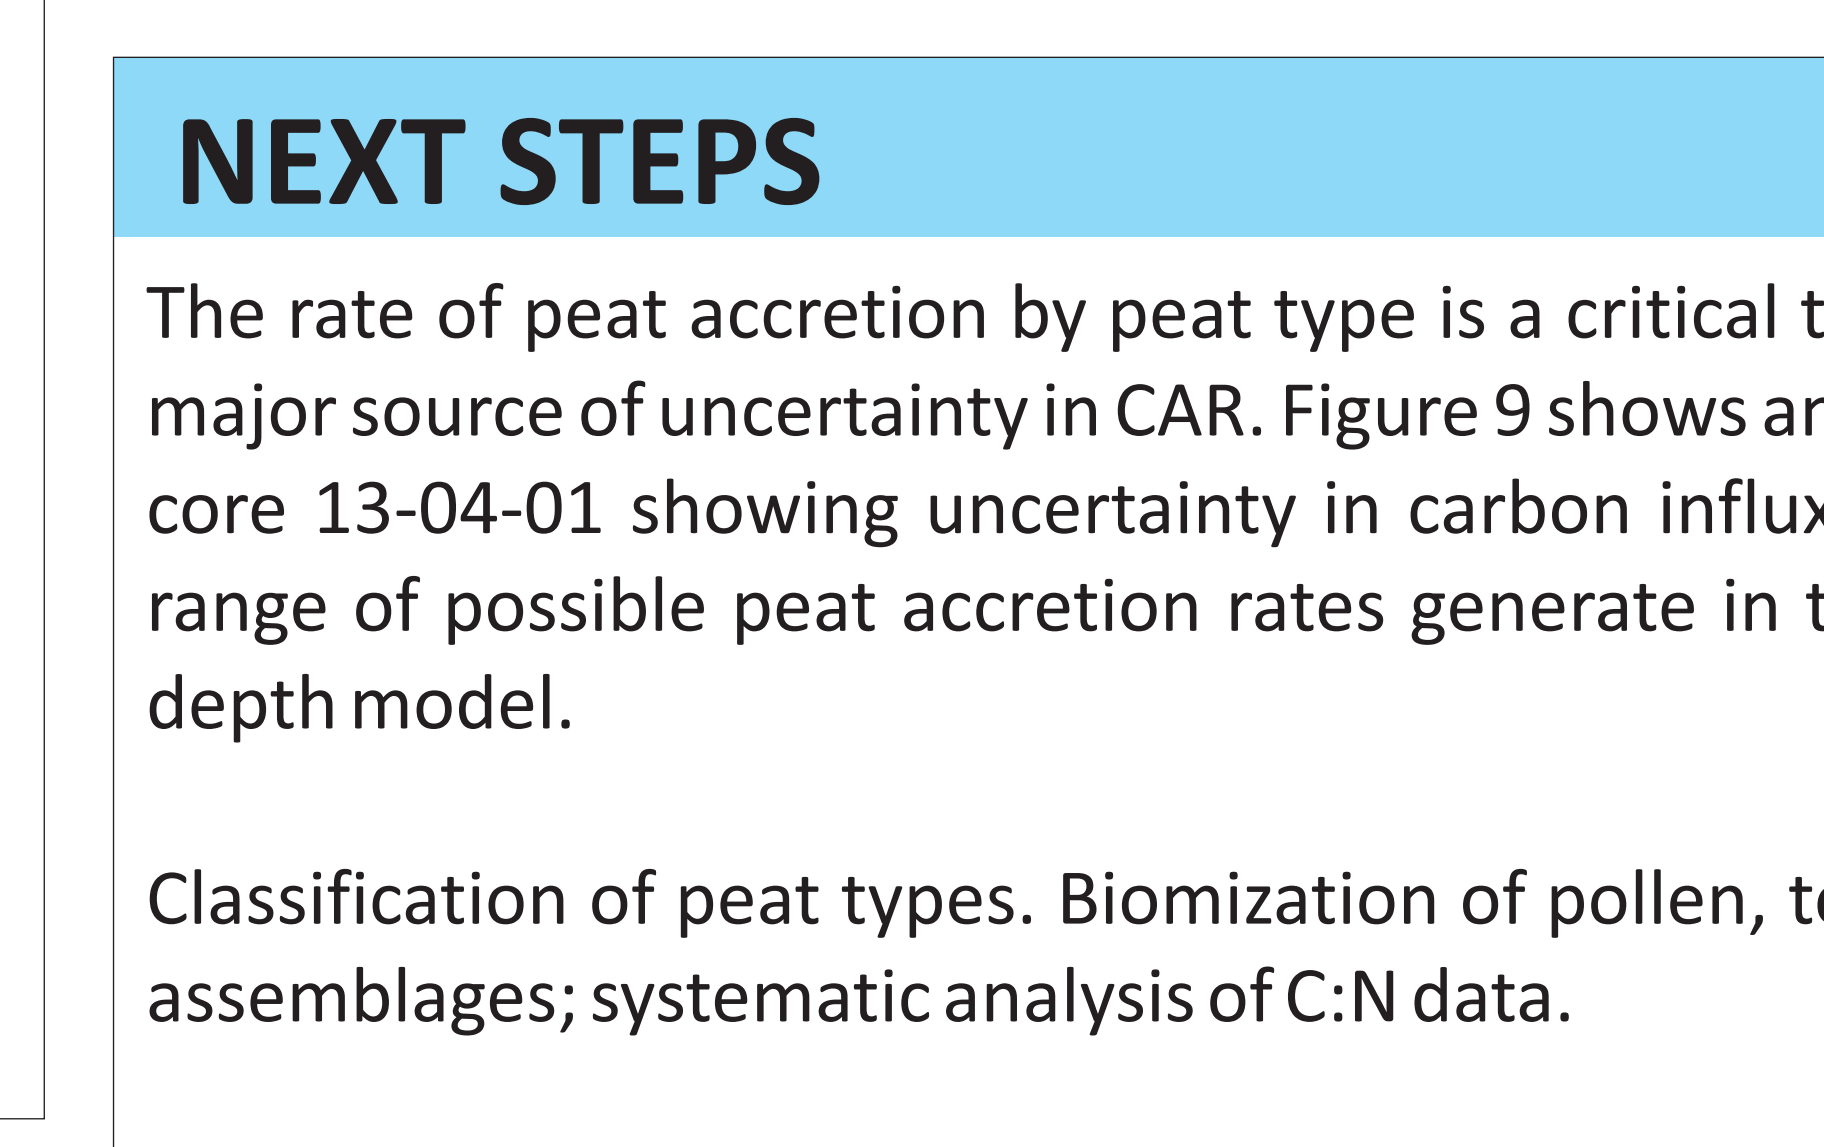 NEXT STEPS
The rate of peat accretion by peat type is a critical
major source of uncertainty in CAR. Figure 9 shows
core 13-04-01 showing uncertainty in carbon influx
range of possible peat accretion rates generate in
depth model.
Classification of peat types. Biomization of pollen,
assemblages; systematic analysis of C:N data.